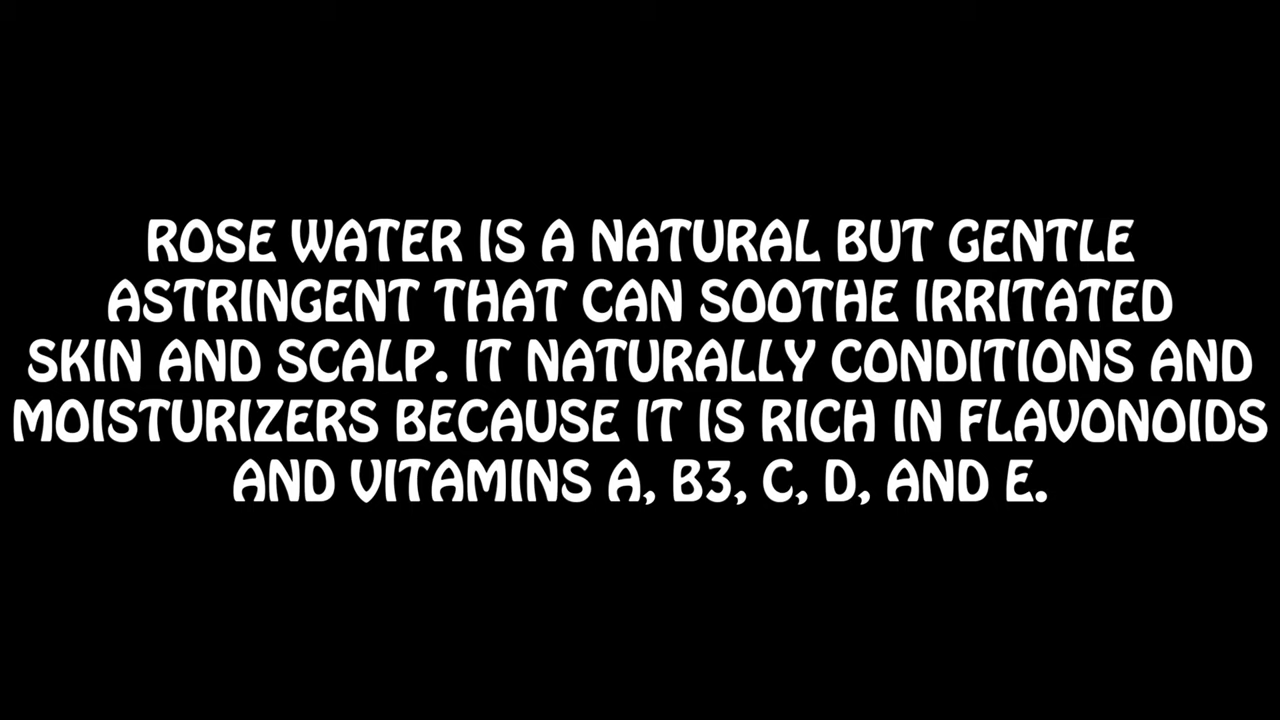 ROSE WATER IS A NATURAL BUT GENTLE
ASTRINGENT THAT CAN SOOTHE IRRITATED
SKIN AND SCALP. IT NATURALLY CONDITIONS AND
MOISTURIZERS BECAUSE IT IS RICH IN FLAVONOIDS
AND VITAMINS A, B3, C, D, AND E.